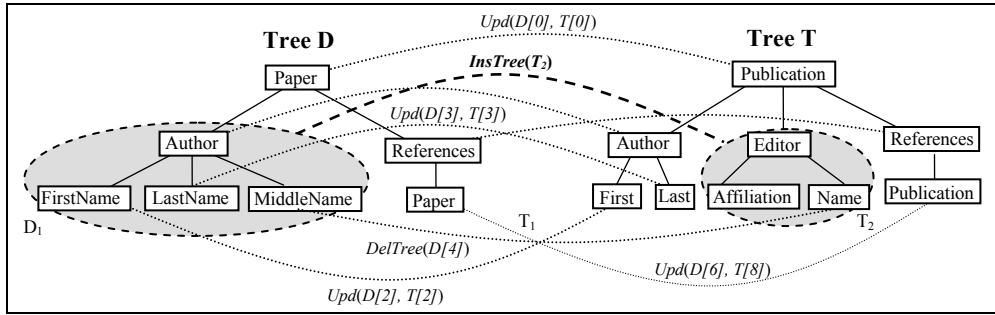 Upd(D[0], T[0])
Tree D
Tree T
InsTree(T2)
Paper
Publication
Upd(D[3], T[3])
Author
References
Author
Editor
References
FirstName
LastName
MiddleName
Paper
First
Last
Affiliation
Name
Publication
D1
T1
T2
DelTree(D[4])
Upd(D[6], T[8])
Upd(D[2], T[2])